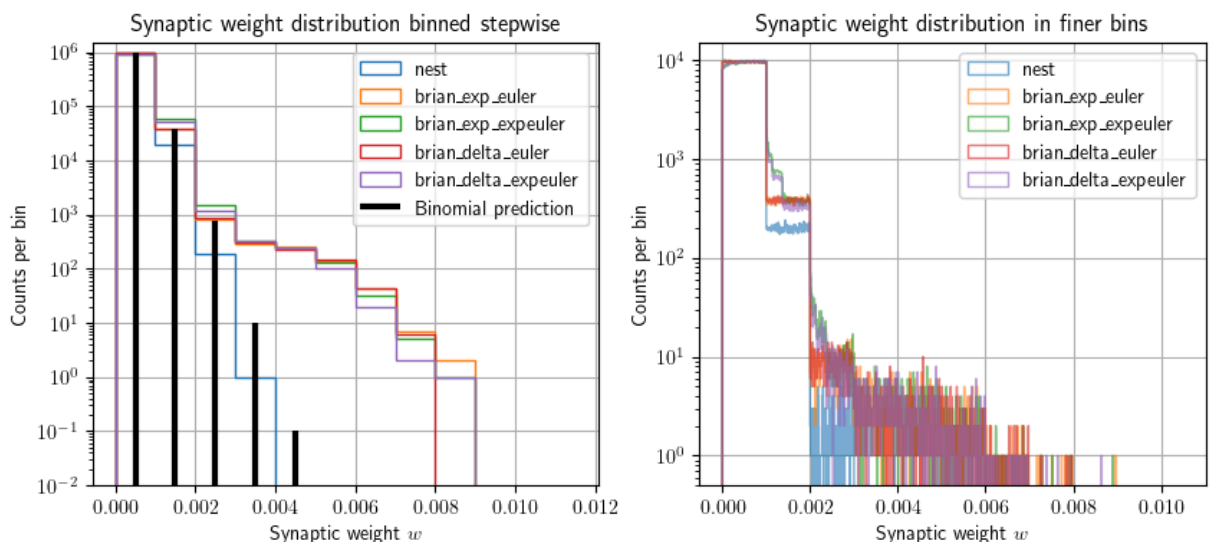 Synaptic weight distribution binned stepwise
Counts per bin
10^6
10^5
10^4
10^3
10^2
10^1
10^0
10^-1
10^-2
nest
brian_exp_euler
brian_exp_expeuler
brian_delta_euler
brian_delta_expeuler
Binomial prediction
0.000 0.002 0.004 0.006 0.008 0.010 0.012
Synaptic weight w
Synaptic weight distribution in finer bins
Counts per bin
10^4
10^3
10^2
10^1
10^0
nest
brian_exp_euler
brian_exp_expeuler
brian_delta_euler
brian_delta_expeuler
0.000 0.002 0.004 0.006 0.008 0.010
Synaptic weight w